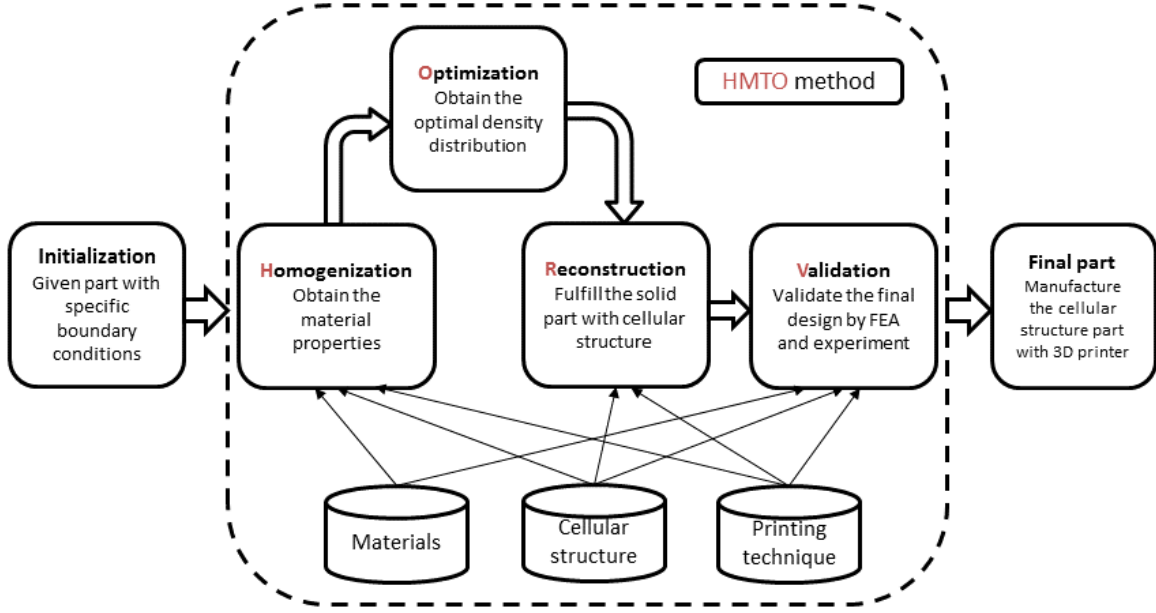 Optimization
Obtain the
optimal density
distribution
HMTO method
Initialization
Given part with
specific
boundary
conditions
Homogenization
Obtain the
material
properties
Reconstruction
Fulfill the solid
part with cellular
structure
Validation
Validate the final
design by FEA
and experiment
Final part
Manufacture
the cellular
structure part
with 3D printer
Materials
Cellular
structure
Printing
technique